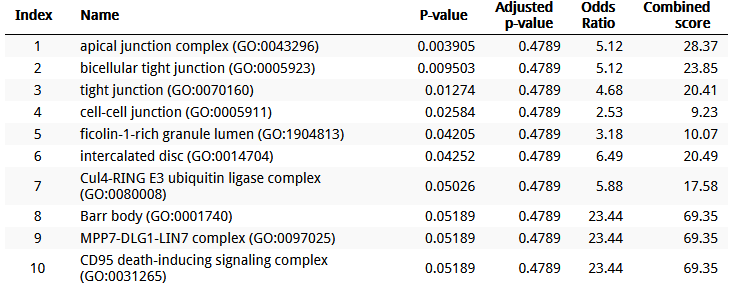 Index Name P-value Adjusted p-value Odds Ratio Combined score
1 apical junction complex (GO:0043296) 0.003905 0.4789 5.12 28.37
2 bicellular tight junction (GO:0005923) 0.009503 0.4789 5.12 23.85
3 tight junction (GO:0070160) 0.01274 0.4789 4.68 20.41
4 cell-cell junction (GO:0005911) 0.02584 0.4789 2.53 9.23
5 ficolin-1-rich granule lumen (GO:1904813) 0.04205 0.4789 3.18 10.07
6 intercalated disc (GO:0014704) 0.04252 0.4789 6.49 20.49
7 Cul4-RING E3 ubiquitin ligase complex (GO:0080008) 0.05026 0.4789 5.88 17.58
8 Barr body (GO:0001740) 0.05189 0.4789 23.44 69.35
9 MPP7-DLG1-LIN7 complex (GO:0097025) 0.05189 0.4789 23.44 69.35
10 CD95 death-inducing signaling complex (GO:0031265) 0.05189 0.4789 23.44 69.35